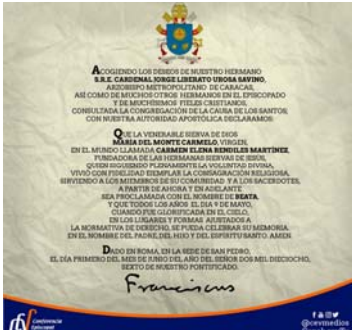 ACOGIENDO LOS DESEOS DE NUESTRO HERMANO
S.R.E. CARDENAL JORGE LIBERATO UROSA SAVINO,
ARZOBISPO METROPOLITANO DE CARACAS,
ASÍ COMO DE MUCHOS OTROS HERMANOS EN EL EPISCOPADO
Y DE MUCHÍSIMOS FIELES CRISTIANOS,
CONSULTADA LA CONGREGACIÓN DE LA CAUSA DE LOS SANTOS,
CON NUESTRA AUTORIDAD APOSTÓLICA DECLARAMOS:
QUE LA VENERABLE SIERVA DE DIOS
MARÍA DEL MONTE CARMELO, VIRGEN,
EN EL MUNDO LLAMADA CARMEN ELENA RENDILES MARTÍNEZ,
FUNDADORA DE LAS HERMANAS SIERVAS DE JESÚS,
QUIEN SIGUIENDO PLENAMENTE LA VOLUNTAD DIVINA,
VIVIÓ CON FIDELIDAD EJEMPLAR LA CONSAGRACIÓN RELIGIOSA,
SIRVIENDO A LOS MIEMBROS DE SU COMUNIDAD Y A LOS SACERDOTES,
A PARTIR DE AHORA Y EN ADELANTE
SEA PROCLAMADA CON EL NOMBRE DE BEATA,
Y QUE TODOS LOS AÑOS, EL DIA 9 DE MAYO,
CUANDO FUE GLORIFICADA EN EL CIELO,
EN LOS LUGARES Y FORMAS AJUSTADOS A
LA NORMATIVA DE DERECHO, SE PUEDA CELEBRAR SU MEMORIA.
EN EL NOMBRE DEL PADRE, DEL HIJO Y DEL ESPÍRITU SANTO. AMEN.
DADO EN ROMA, EN LA SEDE DE SAN PEDRO,
EL DÍA PRIMERO DEL MES DE JUNIO DEL AÑO DEL SEÑOR DOS MIL DIECIOCHO,
SEXTO DE NUESTRO PONTIFICADO.
Franciscus
Conferencia
Episcopal
@cevmedios